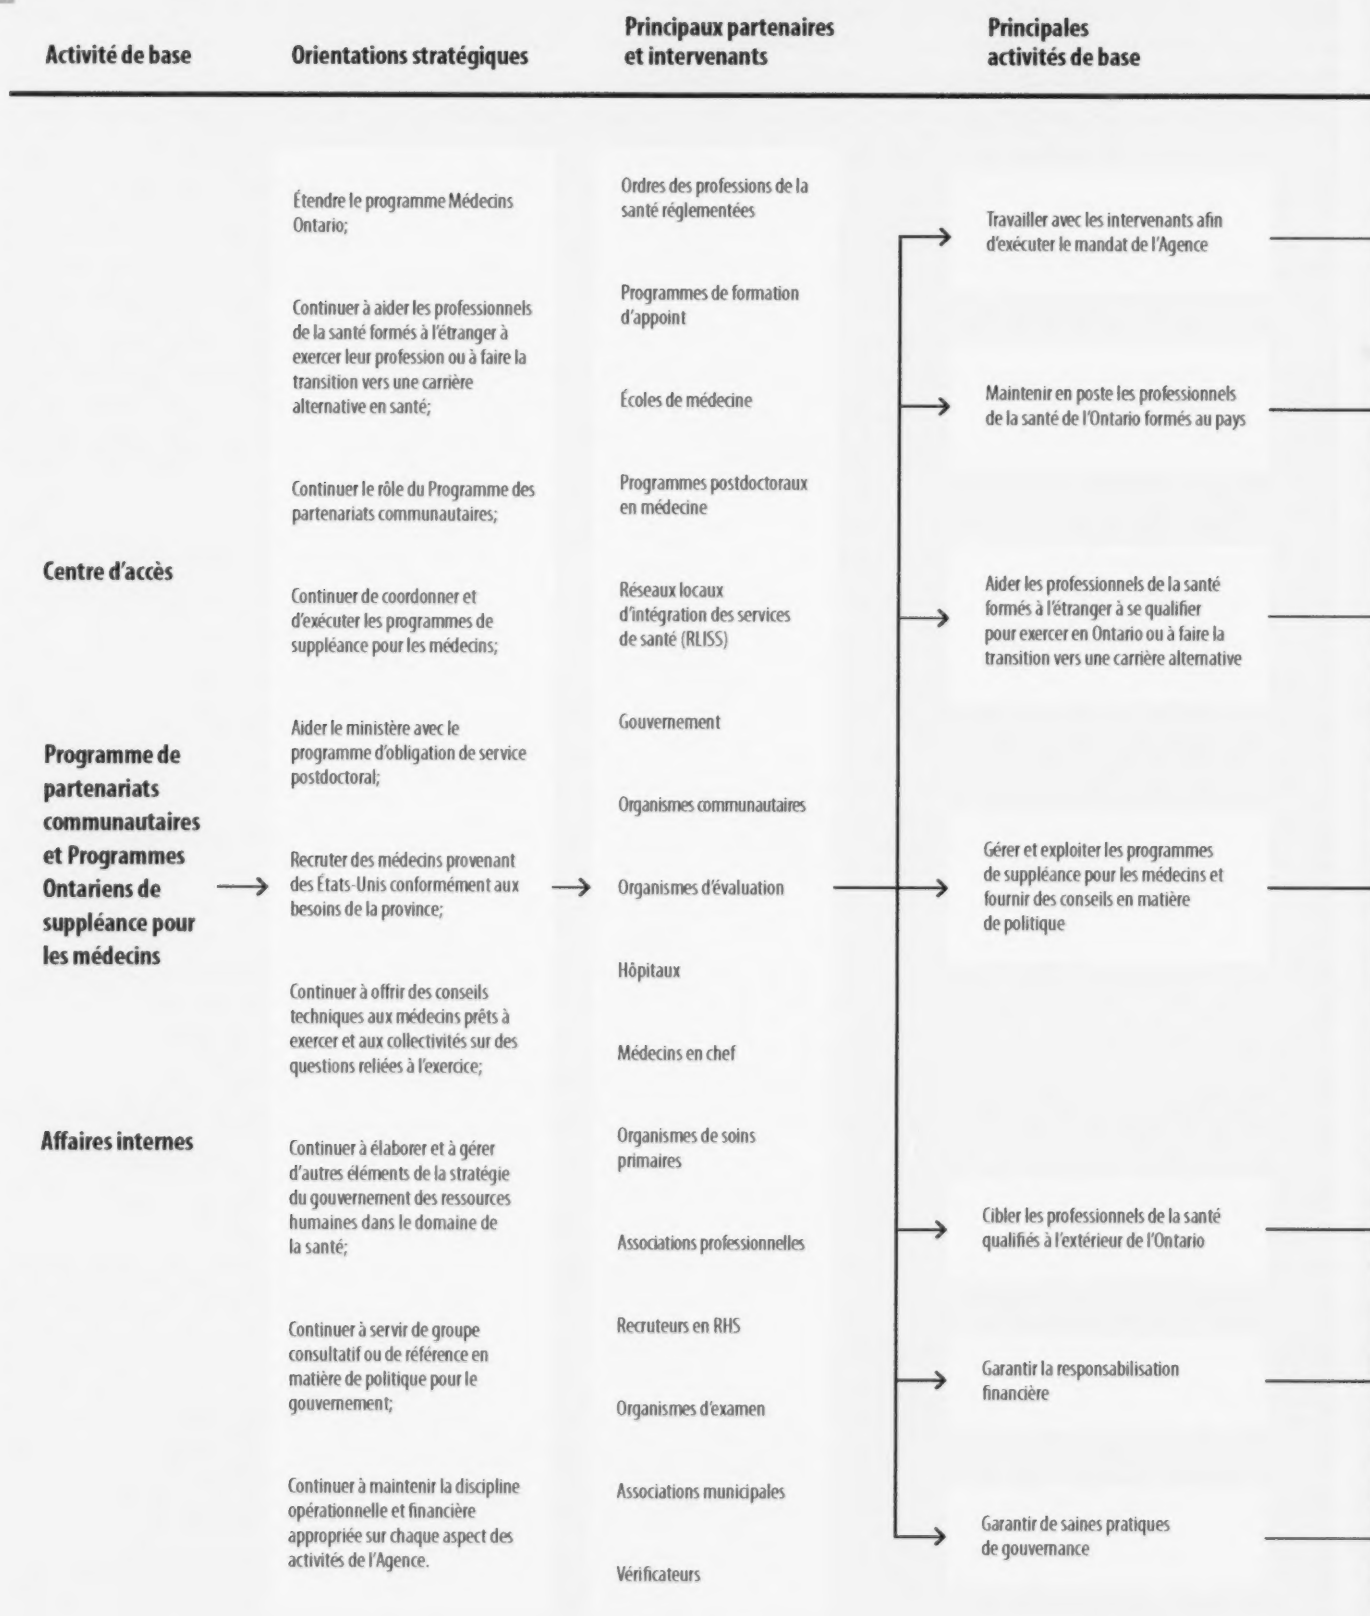 Activité de base
Orientations stratégiques
Principaux partenaires
et intervenants
Principales
activités de base
Centre d'accès
Programme de
partenariats
communautaires
et Programmes
Ontariens de
suppléance pour
les médecins
Affaires internes
Étendre le programme Médecins
Ontario;
Continuer à aider les professionnels
de la santé formés à l'étranger à
exercer leur profession ou à faire la
transition vers une carrière
alternative en santé;
Continuer le rôle du Programme des
partenariats communautaires;
Continuer de coordonner et
d'exécuter les programmes de
suppléance pour les médecins;
Aider le ministère avec le
programme d'obligation de service
postdoctoral;
Recruter des médecins provenant
des États-Unis conformément aux
besoins de la province;
Continuer à offrir des conseils
techniques aux médecins prêts à
exercer et aux collectivités sur des
questions reliées à l'exercice;
Continuer à élaborer et à gérer
d'autres éléments de la stratégie
du gouvernement des ressources
humaines dans le domaine de
la santé;
Continuer à servir de groupe
consultatif ou de référence en
matière de politique pour le
gouvernement;
Continuer à maintenir la discipline
opérationnelle et financière
appropriée sur chaque aspect des
activités de l'Agence.
Ordres des professions de la
santé réglementées
Programmes de formation
d'appoint
Écoles de médecine
Programmes postdoctoraux
en médecine
Réseaux locaux
d'intégration des services
de santé (RLISS)
Gouvernement
Organismes communautaires
Organismes d'évaluation
Hôpitaux
Médecins en chef
Organismes de soins
primaires
Associations professionnelles
Recruteurs en RHS
Organismes d'examen
Associations municipales
Vérificateurs
Travailler avec les intervenants afin
d'exécuter le mandat de l'Agence
Maintenir en poste les professionnels
de la santé de l'Ontario formés au pays
Aider les professionnels de la santé
formés à l'étranger à se qualifier
pour exercer en Ontario ou à faire la
transition vers une carrière alternative
Gérer et exploiter les programmes
de suppléance pour les médecins et
fournir des conseils en matière
de politique
Cibler les professionnels de la santé
qualifiés à l'extérieur de l'Ontario
Garantir la responsabilisation
financière
Garantir de saines pratiques
de gouvernance